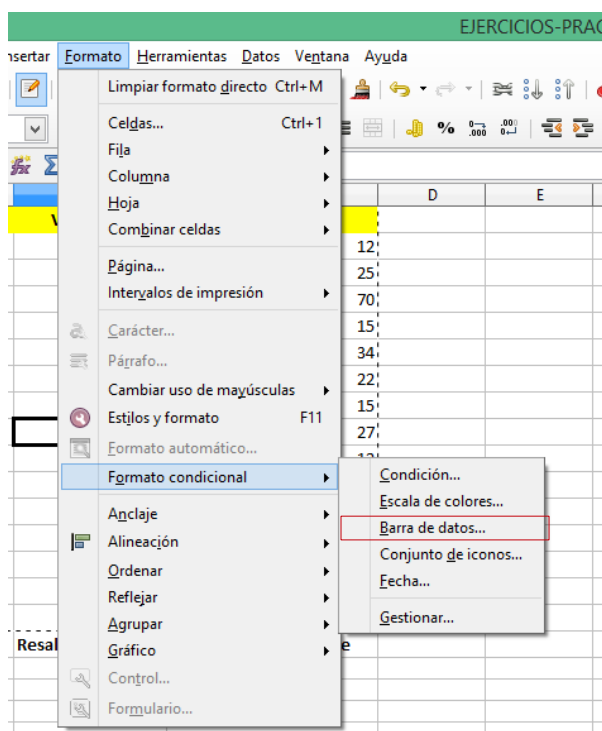 EJERCICIOS-PRAC
nsertar Formato Herramientas Datos Ventana Ayuda
Limpiar formato directo Ctrl+M
Celdas... Ctrl+1
% .000 .00
Fila
Columna
Hoja
D E
Combinar celdas
12
Página...
25
Intervalos de impresión
70
Carácter...
15
Párrafo...
34
Cambiar uso de mayúsculas
22
15
Estilos y formato F11
27
Formato automático...
12
Formato condicional
Condición...
Escala de colores...
Anclaje
Barra de datos...
Alineación
Conjunto de iconos...
Ordenar
Fecha...
Reflejar
Gestionar...
Agrupar
Resal
Gráfico
e
Control...
Formulario...